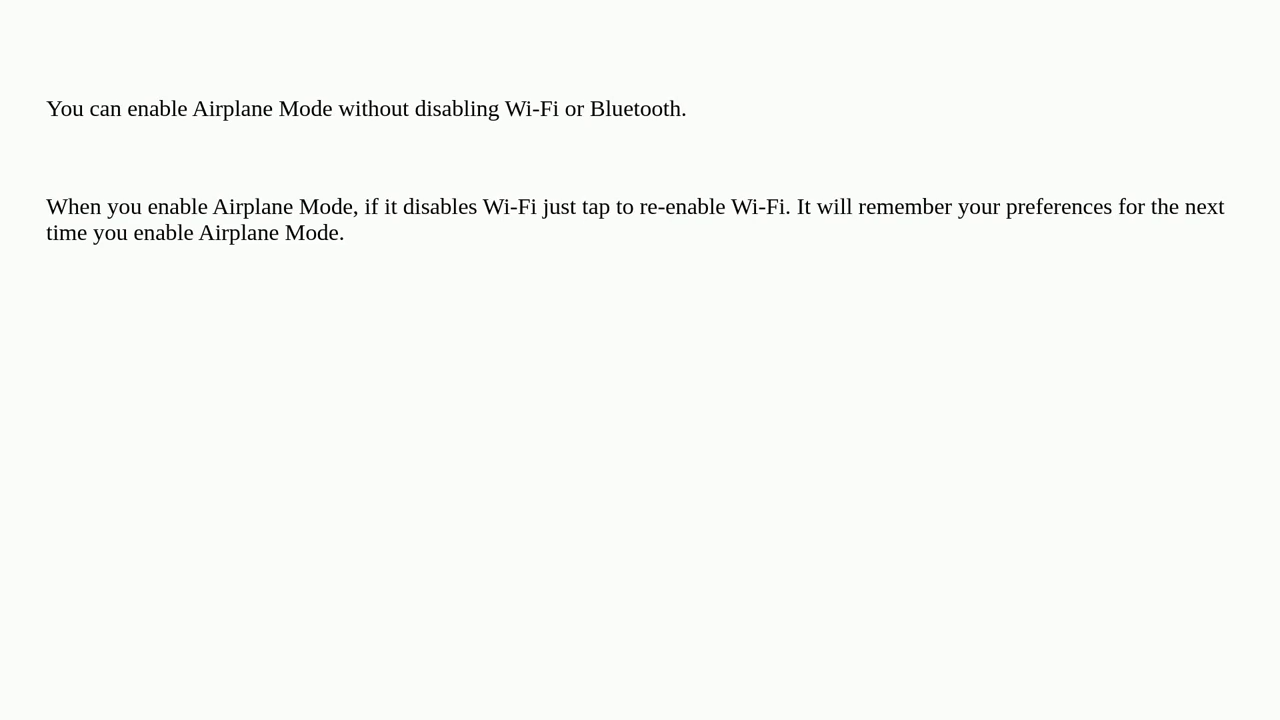 You can enable Airplane Mode without disabling Wi-Fi or Bluetooth.
When you enable Airplane Mode, if it disables Wi-Fi just tap to re-enable Wi-Fi. It will remember your preferences for the next
time you enable Airplane Mode.